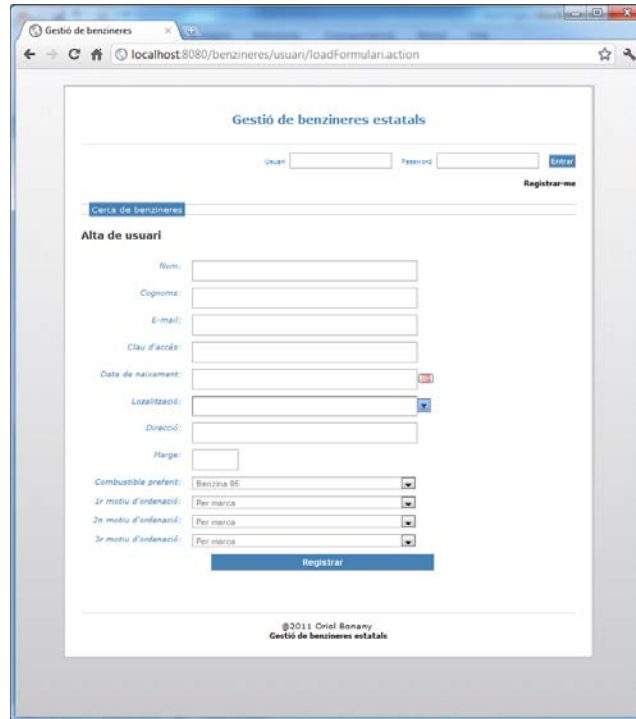 Gestió de benzineres
localhost:8080/benzineres/usuari/loadFormulari.action
Gestió de benzineres estatals
Usuari Password Entrar
Registrar-me
Cerca de benzineres
Alta de usuari
Nom:
Cognoms:
E-mail:
Clau d'accés:
Data de naixament:
Lozalització:
Direcció:
Marge:
Combustible preferit: Benzina 95
1r motiu d'ordenació: Per marca
2n motiu d'ordenació: Per marca
3r motiu d'ordenació: Per marca
Registrar
@2011 Oriol Bonany
Gestió de benzineres estatals